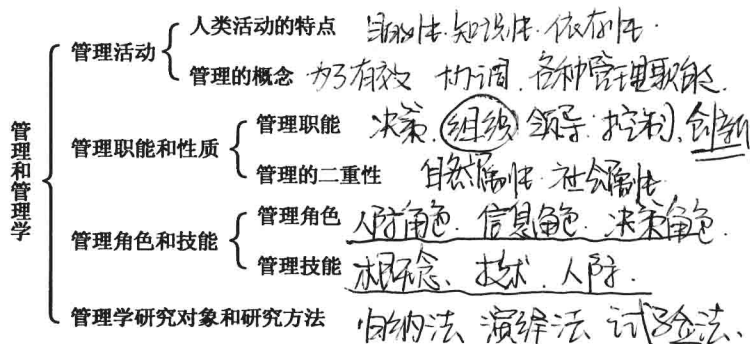 人类活动的特点 目的性、知识性、依存性.
管理活动
管理的概念 为了有效 协调 各种管理职能.
管理职能 决策、组织 领导、控制、创新
管理职能和性质
管理的二重性 自然属性、社会属性
管理和管理学
管理角色 人际角色、信息角色、决策角色.
管理角色和技能
管理技能 概念、技术、人际.
管理学研究对象和研究方法 归纳法 演绎法 试验法、